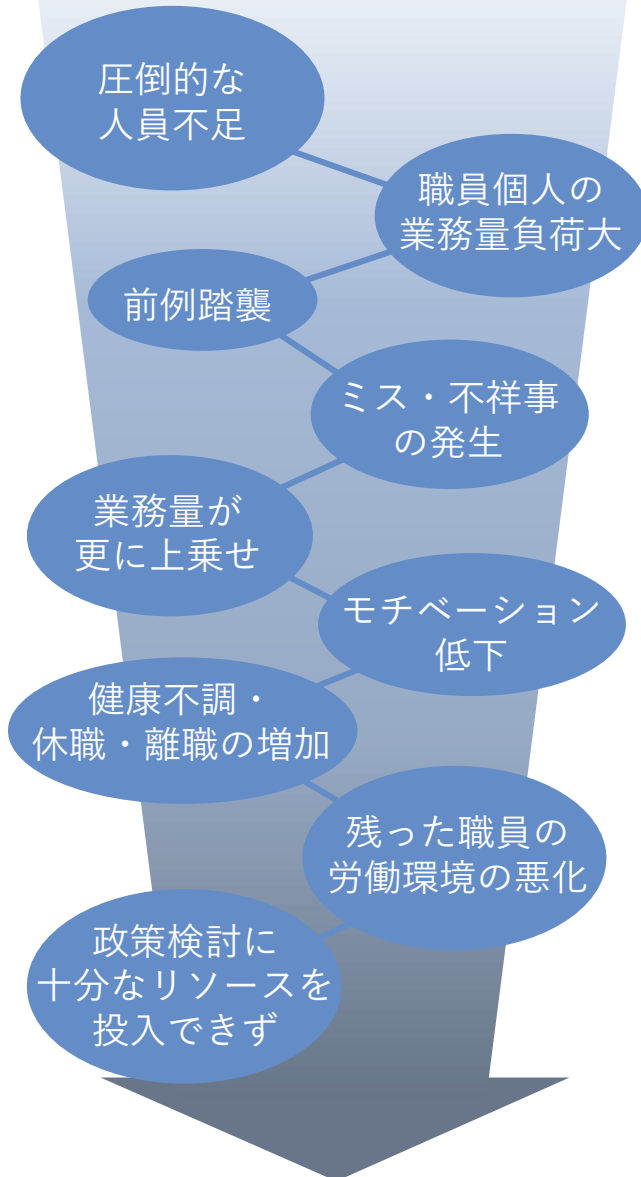 圧倒的な
人員不足
職員個人の
業務量負荷大
前例踏襲
ミス・不祥事
の発生
業務量が
更に上乗せ
モチベーション
低下
健康不調・
休職・離職の増加
残った職員の
労働環境の悪化
政策検討に
十分なリソースを
投入できず